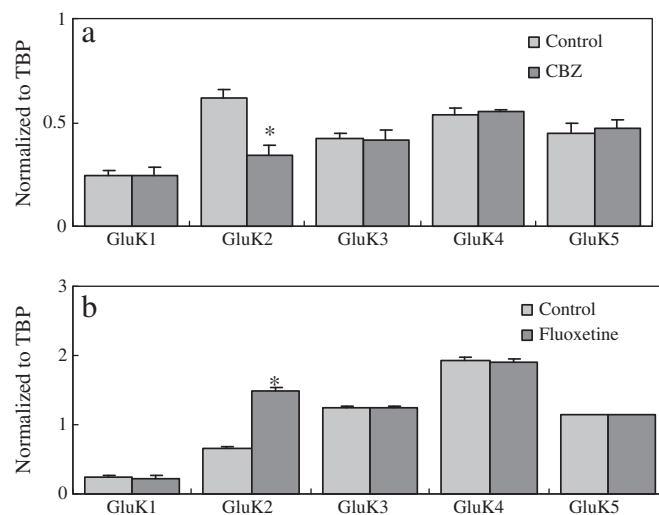 a
1
Control
CBZ
Normalized to TBP
0.5
*
0
GluK1 GluK2 GluK3 GluK4 GluK5
b
3
Control
Fluoxetine
Normalized to TBP
2
*
1
0
GluK1 GluK2 GluK3 GluK4 GluK5